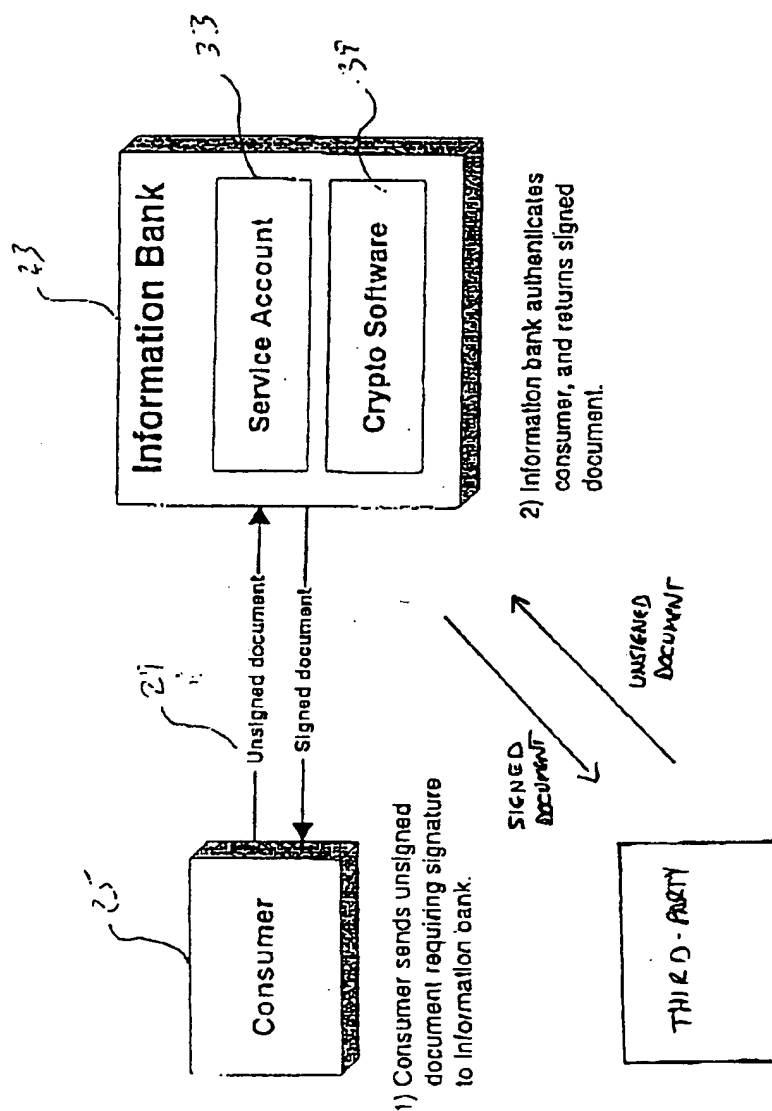 23
Information Bank
33
Service Account
Crypto Software
25
Consumer
Unsigned document
Signed document
1) Consumer sends unsigned
document requiring signature
to Information bank.
2) Information bank authenticates
consumer, and returns signed
document.
SIGNED
DOCUMENT
UNSIGNED
DOCUMENT
THIRD-PARTY